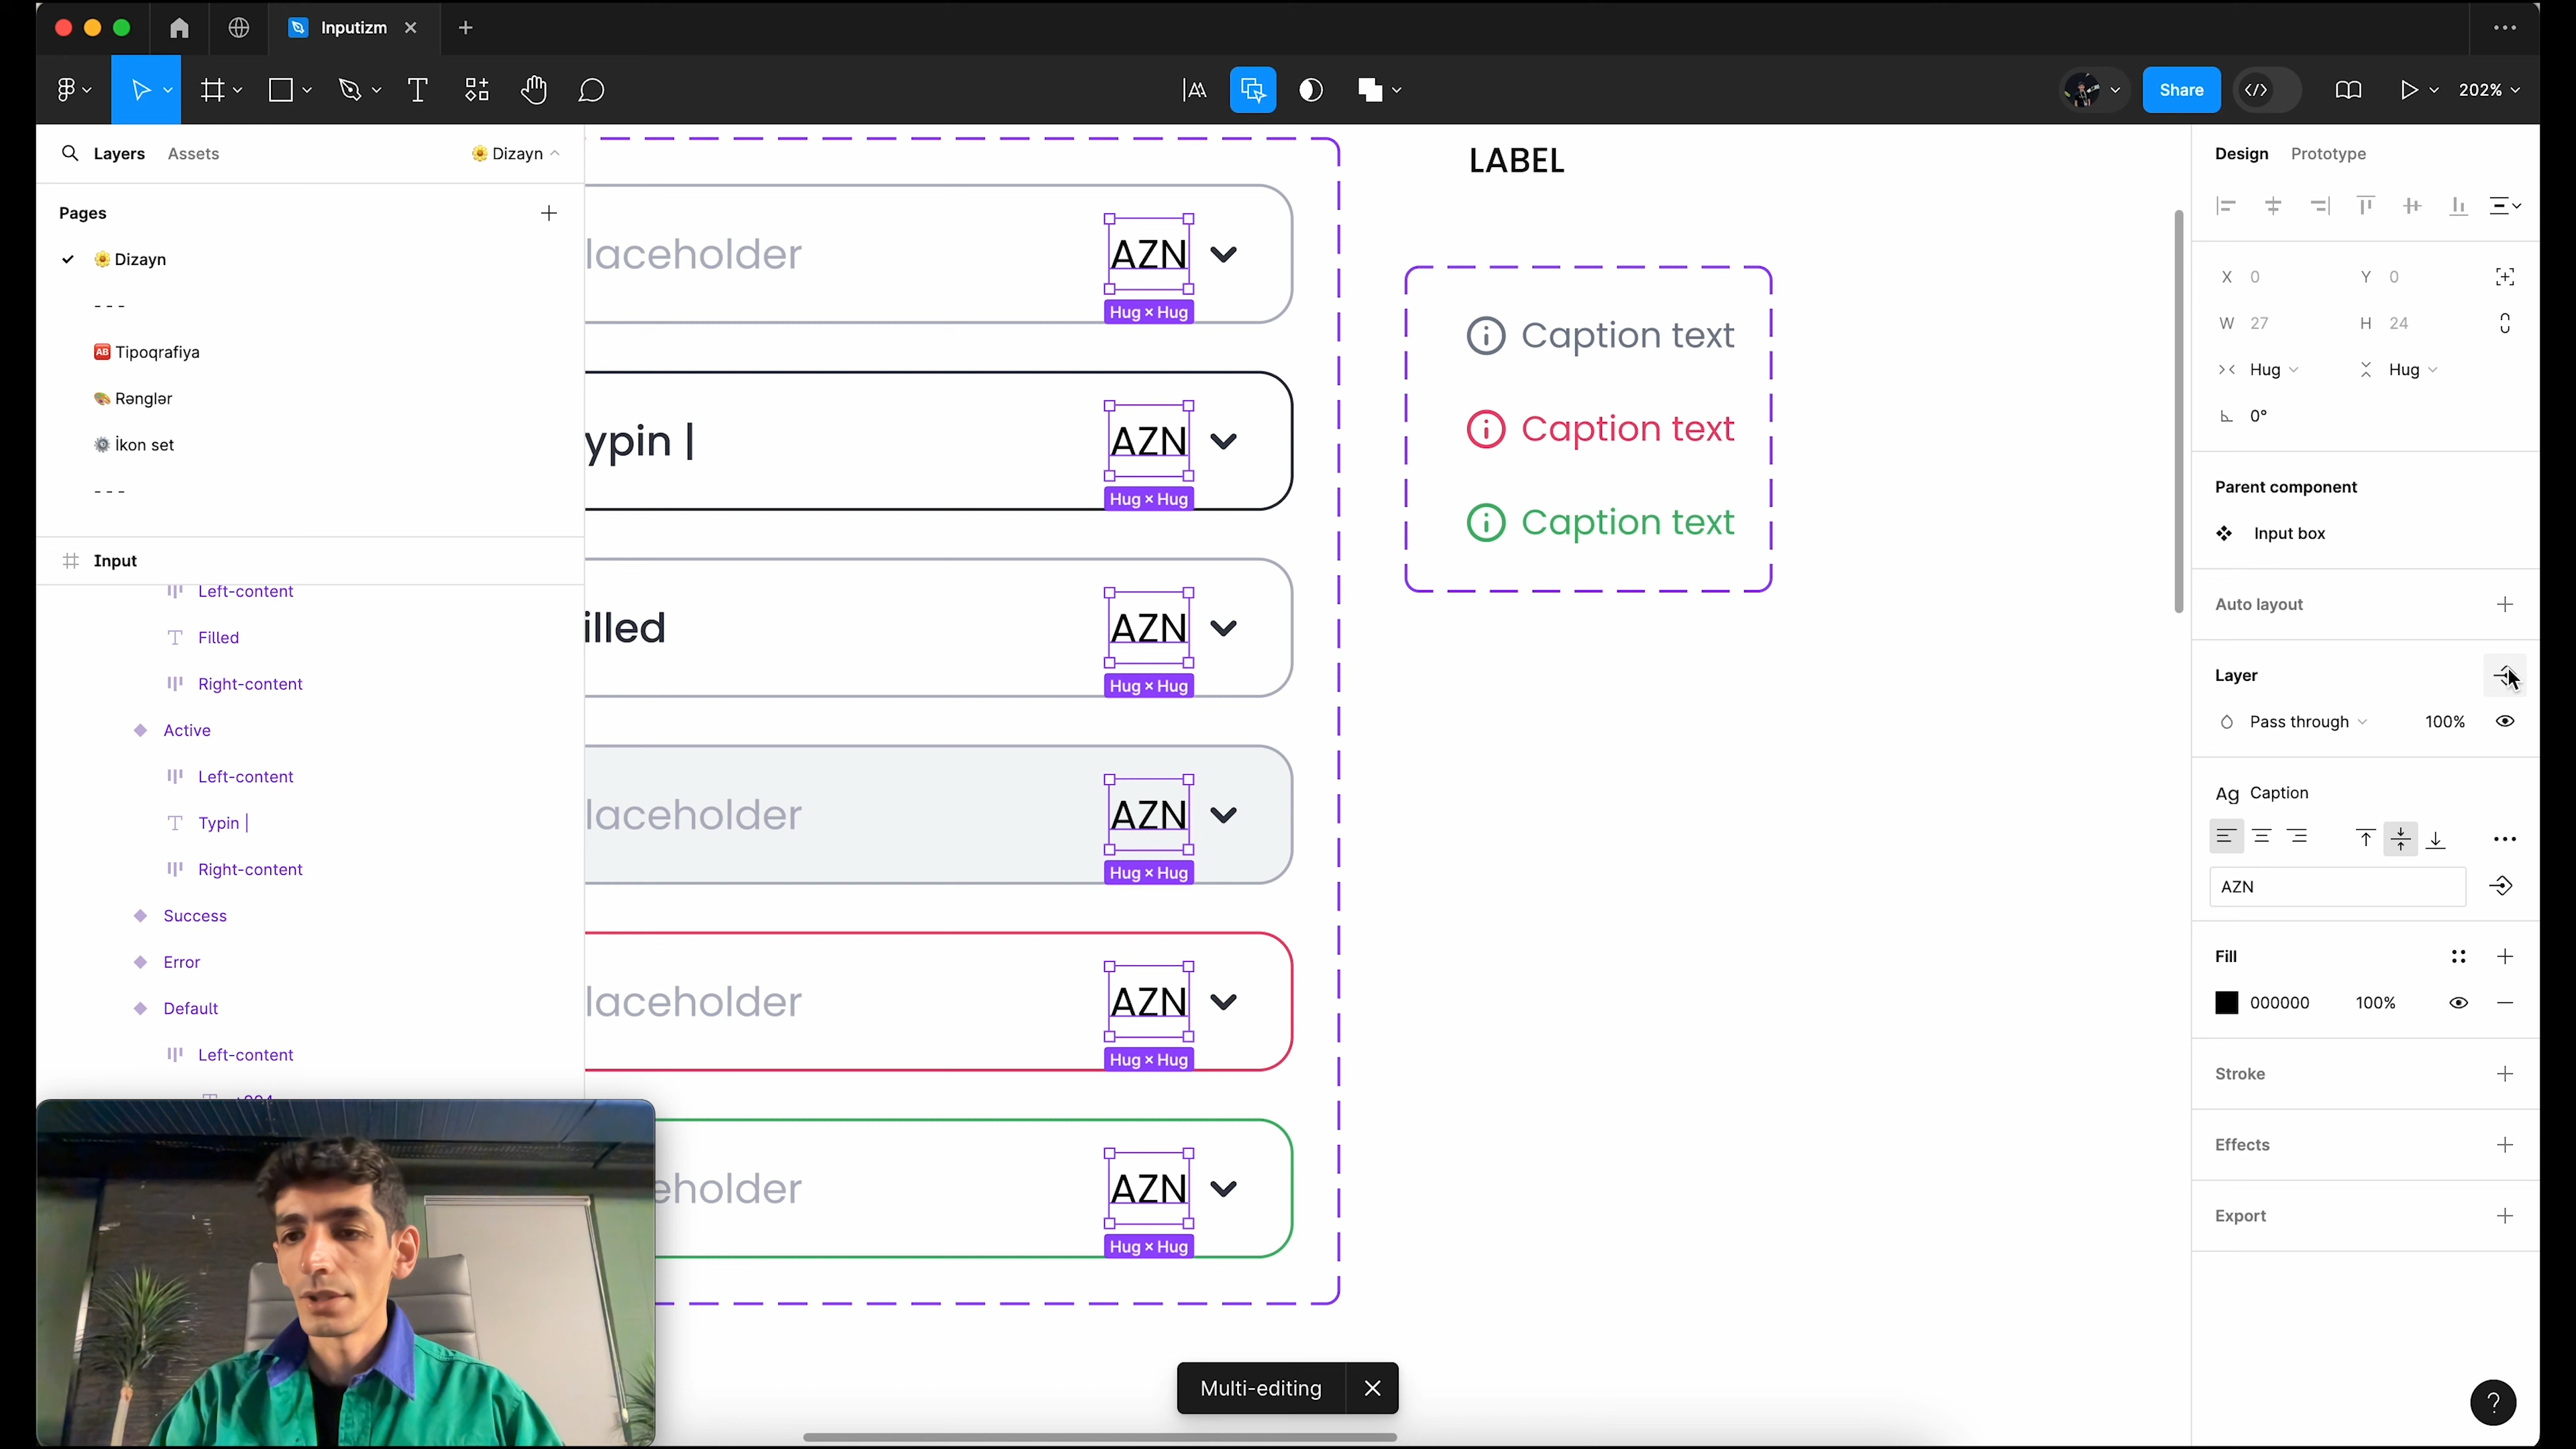 Inputizm
Share
202%
Layers
Assets
🌼 Dizayn
Pages
🌼 Dizayn
- - -
🆎 Tipoqrafiya
🎨 Rənglər
⚙️ İkon set
- - -
Input
Left-content
Filled
Right-content
Active
Left-content
Typin |
Right-content
Success
Error
Default
Left-content
laceholder
AZN
Hug × Hug
ypin |
AZN
Hug × Hug
illed
AZN
Hug × Hug
laceholder
AZN
Hug × Hug
laceholder
AZN
Hug × Hug
eholder
AZN
Hug × Hug
LABEL
Caption text
Caption text
Caption text
Multi-editing
Design
Prototype
X 0
Y 0
W 27
H 24
Hug
Hug
0°
Parent component
Input box
Auto layout
Layer
Pass through
100%
Ag Caption
AZN
Fill
000000
100%
Stroke
Effects
Export
?